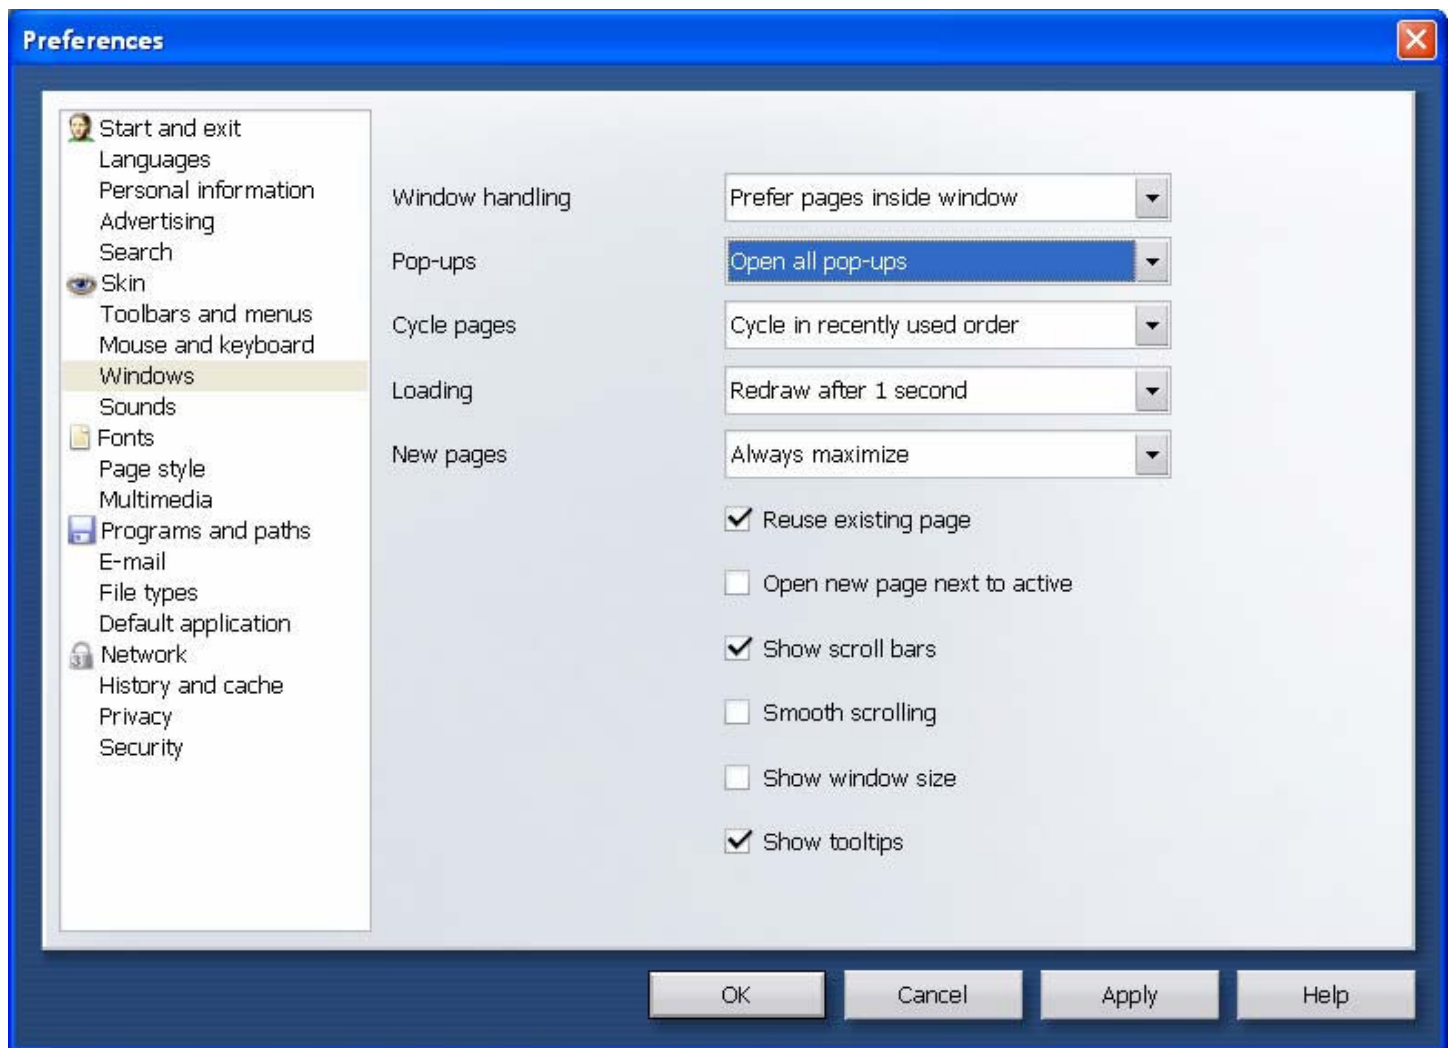 Preferences
Start and exit
Languages
Personal information
Advertising
Search
Skin
Toolbars and menus
Mouse and keyboard
Windows
Sounds
Fonts
Page style
Multimedia
Programs and paths
E-mail
File types
Default application
Network
History and cache
Privacy
Security
Window handling Prefer pages inside window
Pop-ups Open all pop-ups
Cycle pages Cycle in recently used order
Loading Redraw after 1 second
New pages Always maximize
Reuse existing page
Open new page next to active
Show scroll bars
Smooth scrolling
Show window size
Show tooltips
OK Cancel Apply Help